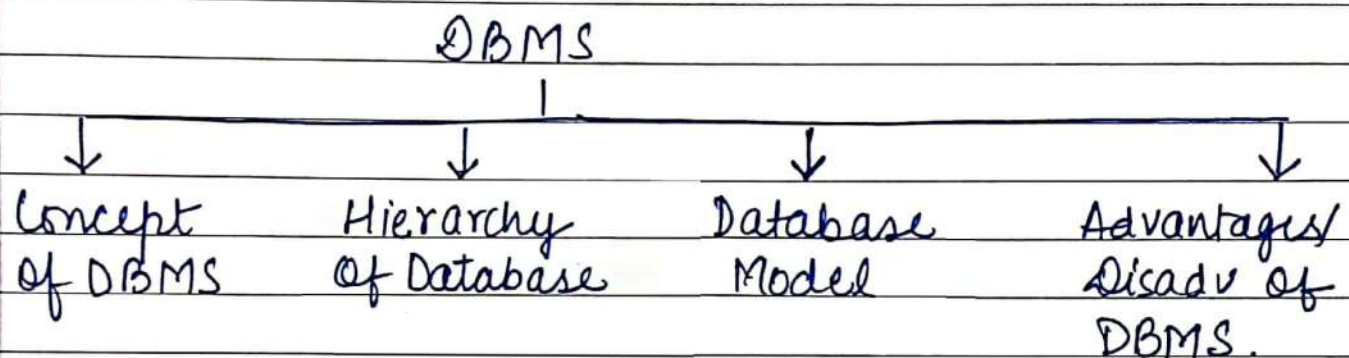 DBMS
Concept Hierarchy Database Advantages/
of DBMS of Database Model Disadv of
DBMS.